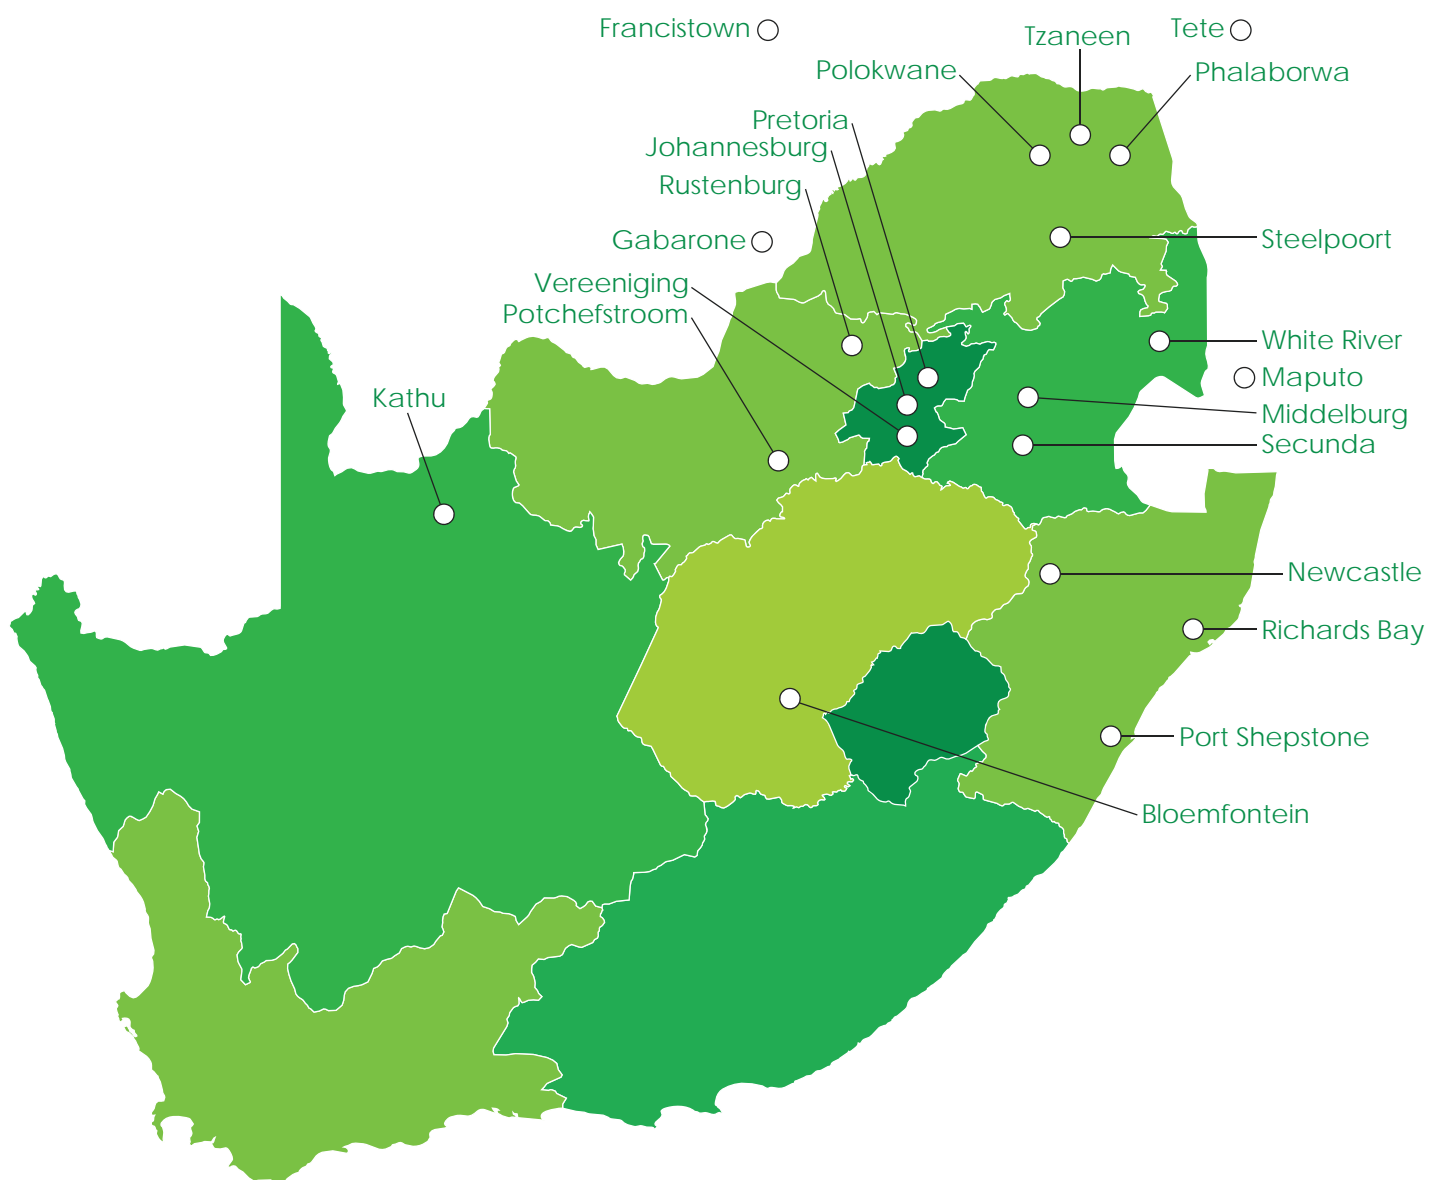 Francistown
Tzaneen
Tete
Polokwane
Phalaborwa
Pretoria
Johannesburg
Rustenburg
Gabarone
Steelpoort
Vereeniging
Potchefstroom
White River
Maputo
Kathu
Middelburg
Secunda
Newcastle
Richards Bay
Port Shepstone
Bloemfontein